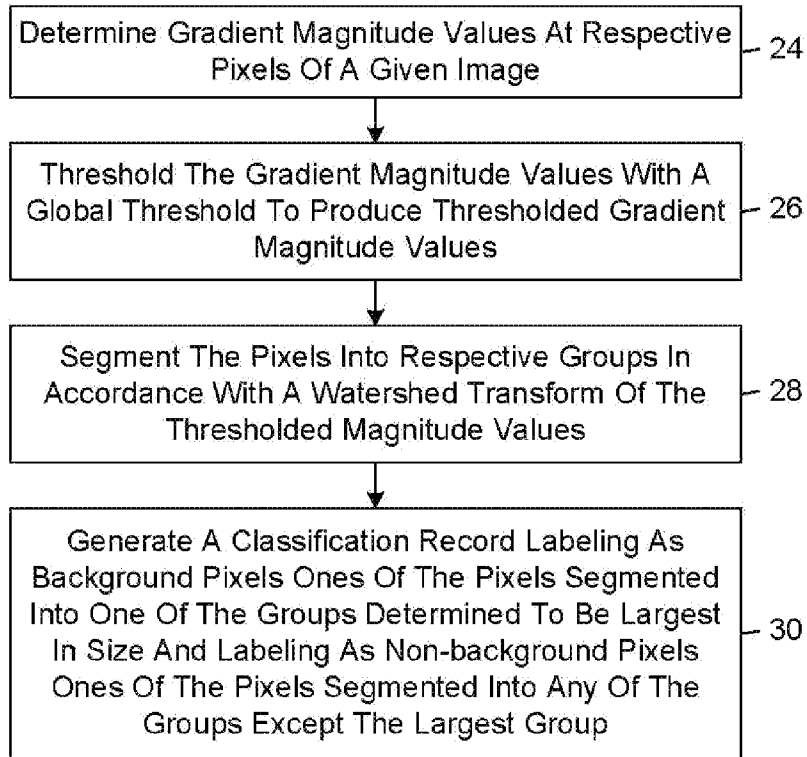 Determine Gradient Magnitude Values At Respective
Pixels Of A Given Image
24
Threshold The Gradient Magnitude Values With A
Global Threshold To Produce Thresholded Gradient
Magnitude Values
26
Segment The Pixels Into Respective Groups In
Accordance With A Watershed Transform Of The
Thresholded Magnitude Values
28
Generate A Classification Record Labeling As
Background Pixels Ones Of The Pixels Segmented
Into One Of The Groups Determined To Be Largest
In Size And Labeling As Non-background Pixels
Ones Of The Pixels Segmented Into Any Of The
Groups Except The Largest Group
30